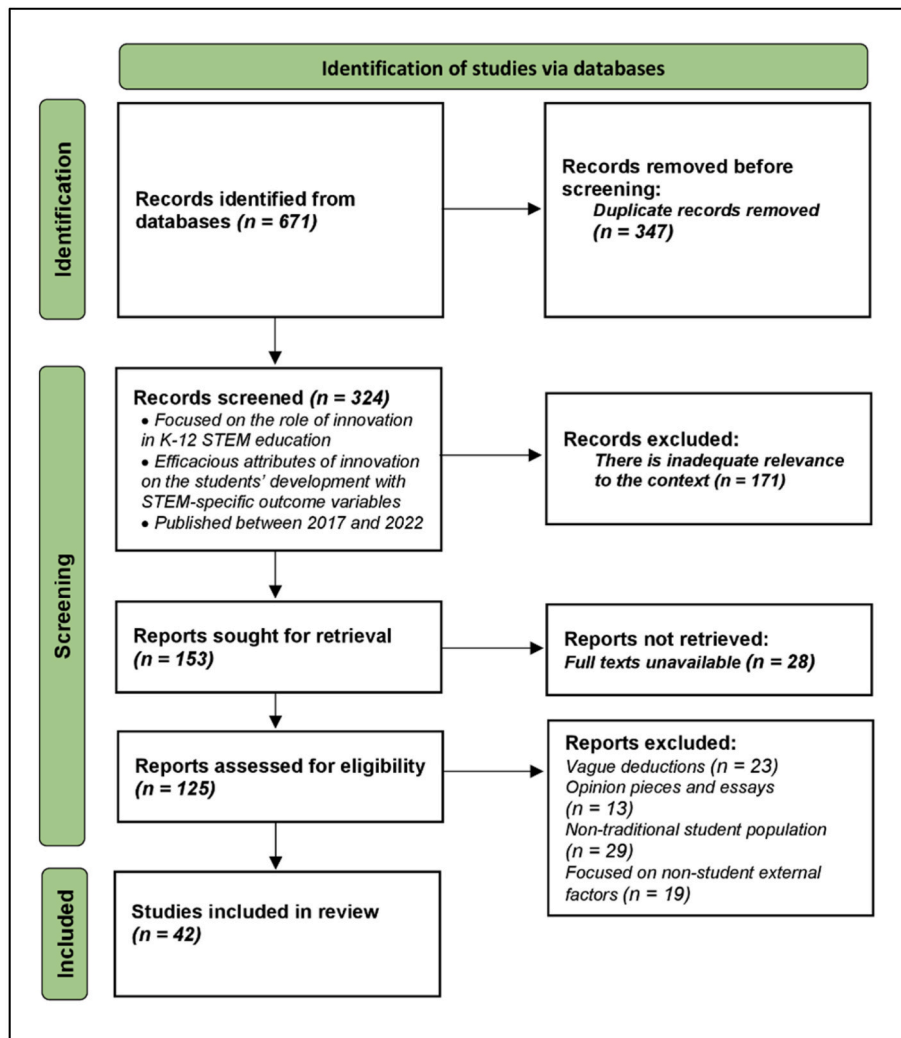 Identification of studies via databases
Identification
Records identified from
databases (n = 671)
Records removed before
screening:
Duplicate records removed
(n = 347)
Screening
Records screened (n = 324)
• Focused on the role of innovation
in K-12 STEM education
• Efficacious attributes of innovation
on the students’ development with
STEM-specific outcome variables
• Published between 2017 and 2022
Records excluded:
There is inadequate relevance
to the context (n = 171)
Reports sought for retrieval
(n = 153)
Reports not retrieved:
Full texts unavailable (n = 28)
Reports assessed for eligibility
(n = 125)
Reports excluded:
Vague deductions (n = 23)
Opinion pieces and essays
(n = 13)
Non-traditional student population
(n = 29)
Focused on non-student external
factors (n = 19)
Included
Studies included in review
(n = 42)